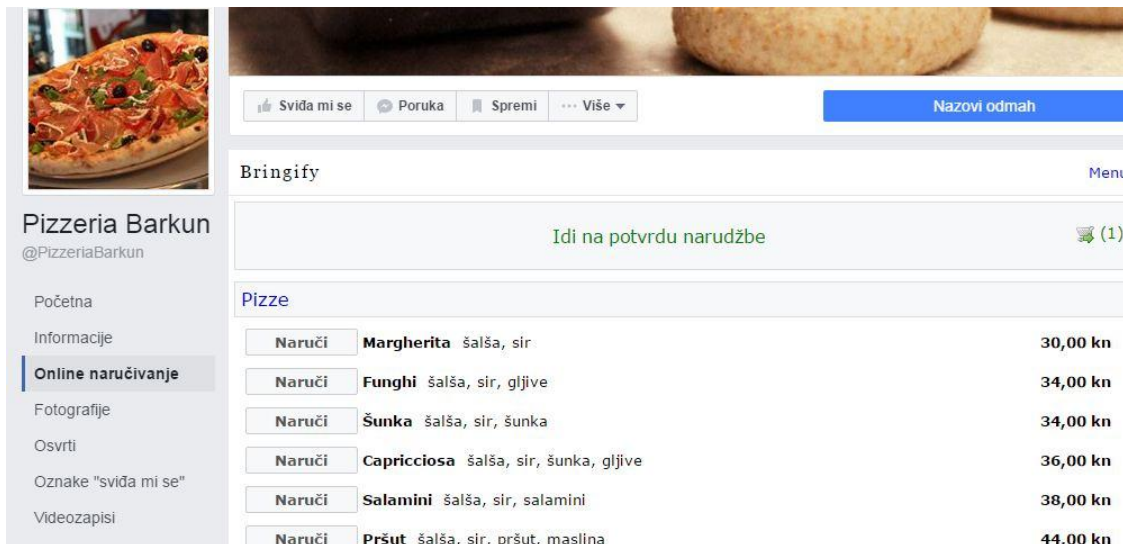 Sviđa mi se Poruka Spremi ··· Više
Nazovi odmah
Bringify
Menu
Pizzeria Barkun
@PizzeriaBarkun
Idi na potvrdu narudžbe (1)
Početna
Informacije
Online naručivanje
Fotografije
Osvrti
Oznake "sviđa mi se"
Videozapisi
Pizze
Naruči Margherita šalša, sir 30,00 kn
Naruči Funghi šalša, sir, gljive 34,00 kn
Naruči Šunka šalša, sir, šunka 34,00 kn
Naruči Capricciosa šalša, sir, šunka, gljive 36,00 kn
Naruči Salamini šalša, sir, salamini 38,00 kn
Naruči Pršut šalša, sir, pršut, maslina 44,00 kn